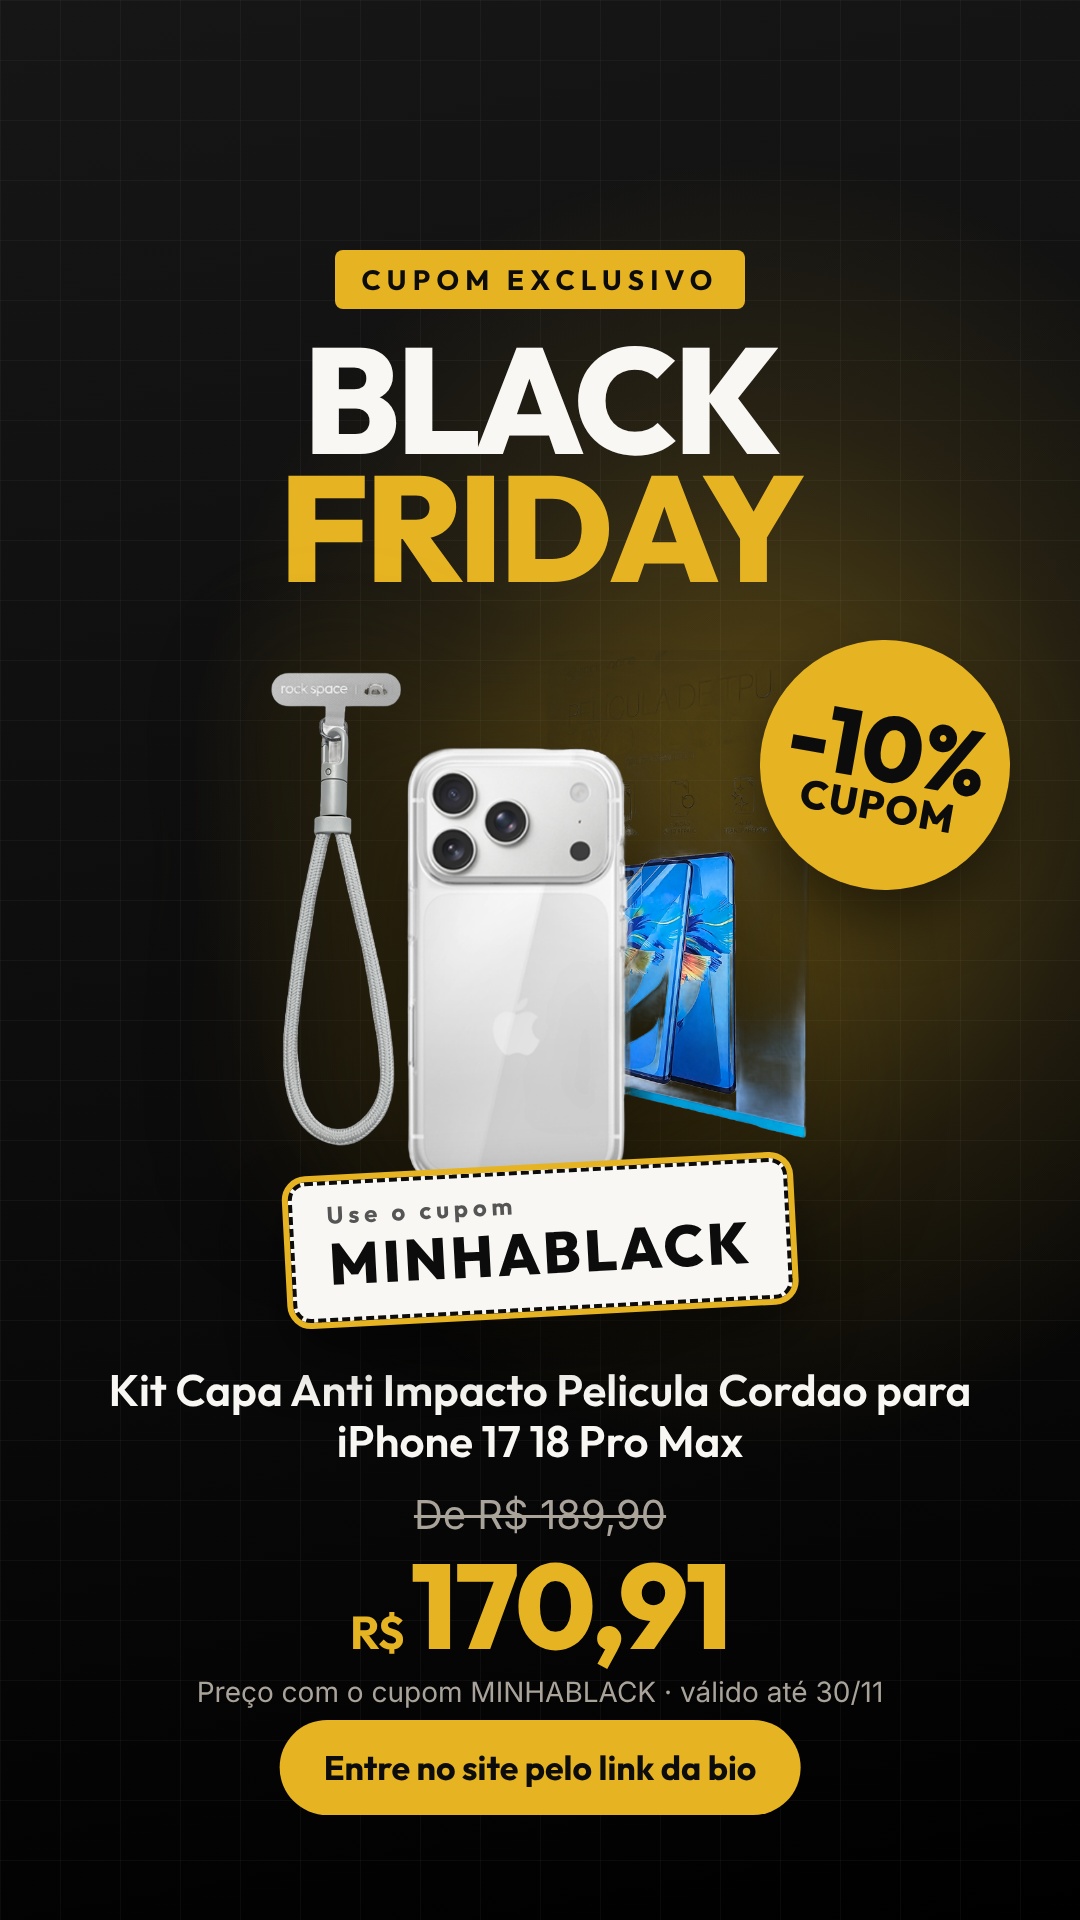 CUPOM EXCLUSIVO
BLACK
FRIDAY
rock space
-10%
CUPOM
Use o cupom
MINHABLACK
Kit Capa Anti Impacto Pelicula Cordao para
iPhone 17 18 Pro Max
De R$ 189,90
R$ 170,91
Preço com o cupom MINHABLACK · válido até 30/11
Entre no site pelo link da bio